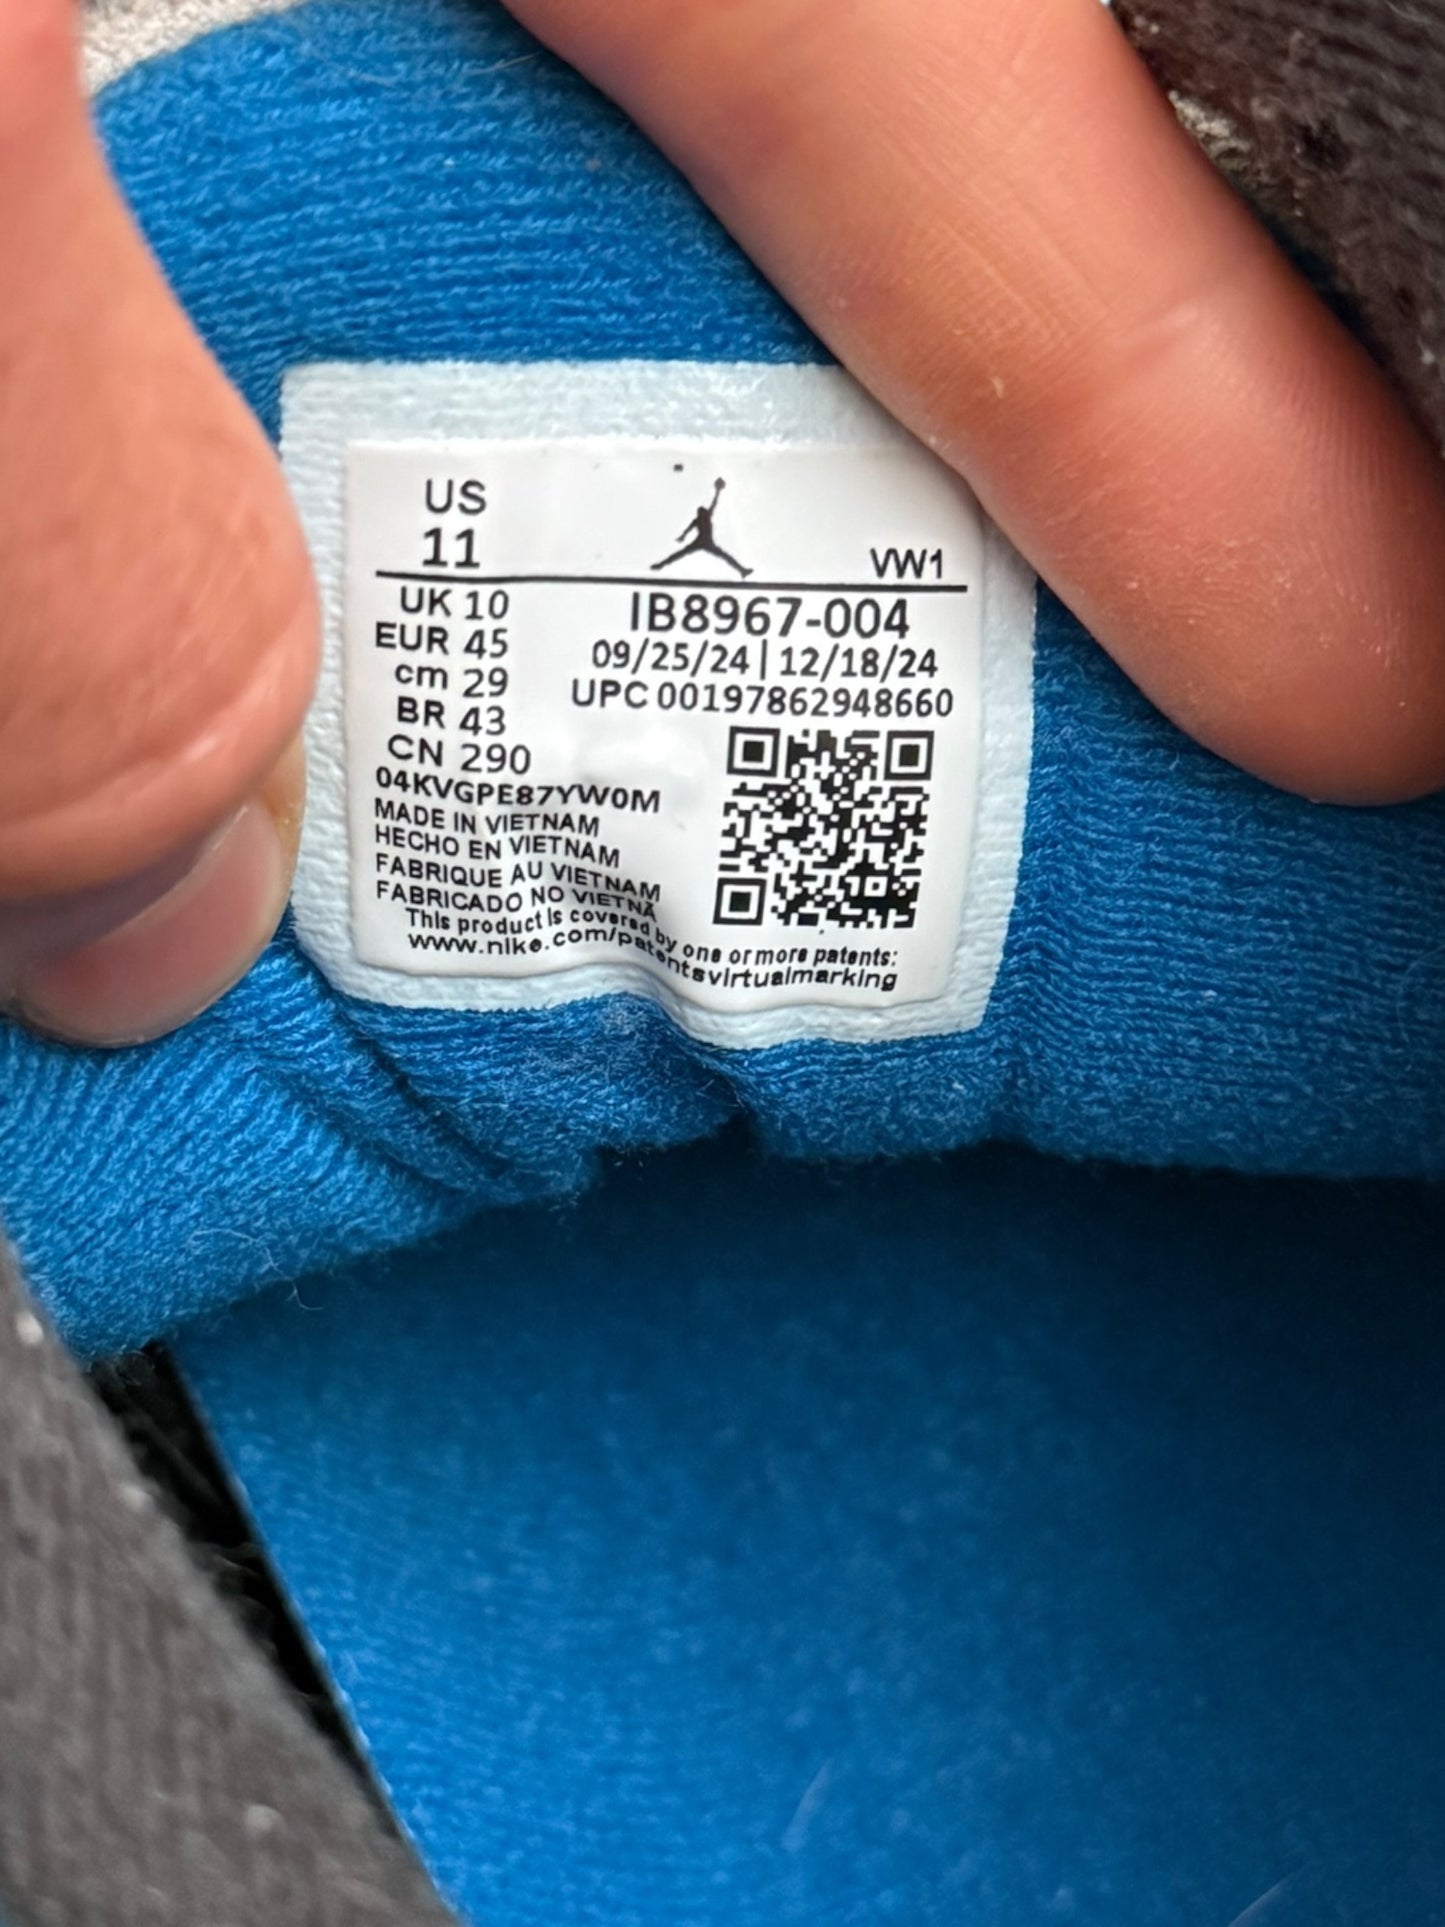 US
11
VW1
UK 10
EUR 45
cm 29
BR 43
CN 290
IB8967-004
09/25/24 | 12/18/24
UPC 00197862948660
04KVGPE87YW0M
MADE IN VIETNAM
HECHO EN VIETNAM
FABRIQUE AU VIETNAM
FABRICADO NO VIETNÃ
This product is covered by one or more patents:
www.nike.com/patentsvirtualmarking